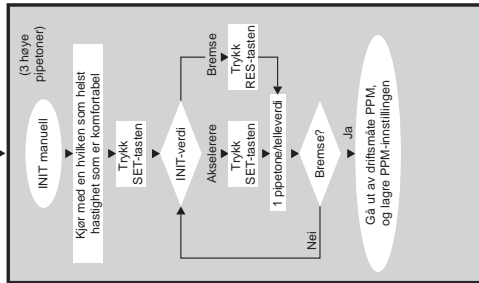 (3 høye
pipetoner)
INIT manuell
Kjør med en hvilken som helst
hastighet som er komfortabel
Trykk
SET-tasten
INIT-verdi
Akselerere
Bremse
Trykk
SET-tasten
Trykk
RES-tasten
1 pipetone/telleverdi
Bremse?
Nei
Ja
Gå ut av driftsmåte PPM,
og lagre PPM-innstillingen